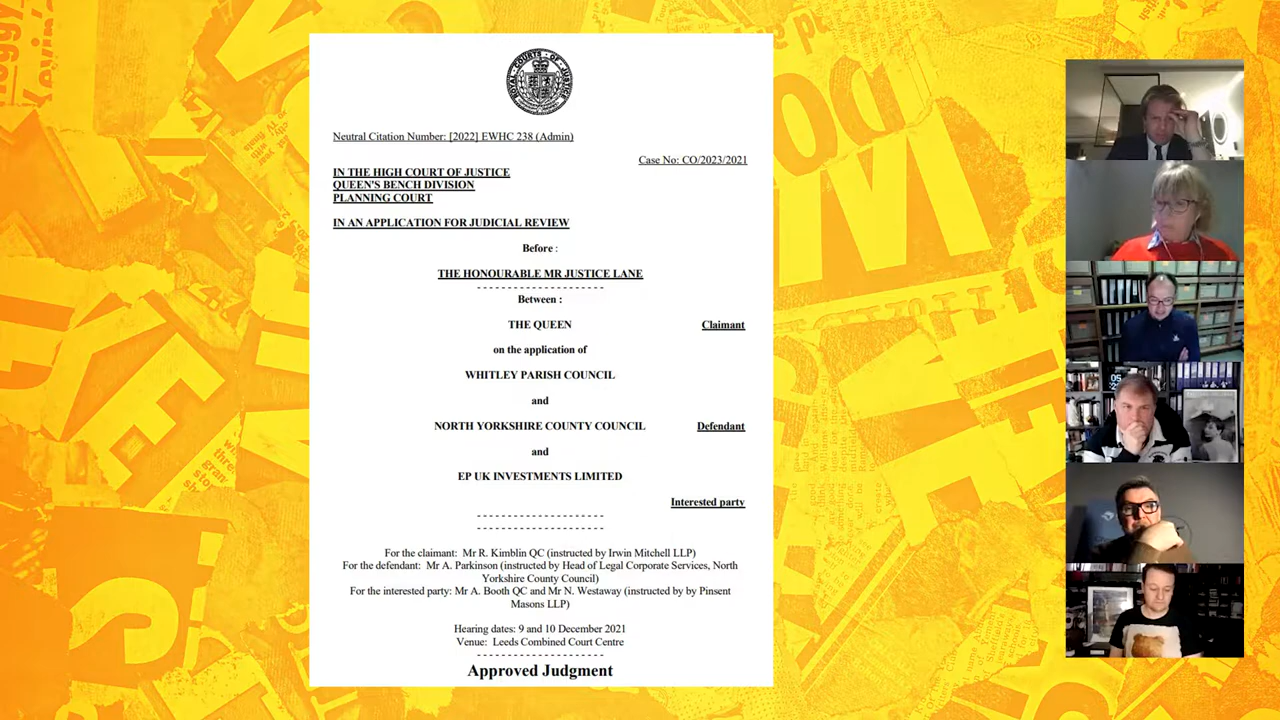 ROYAL · COURTS · OF · JUSTICE
Neutral Citation Number: [2022] EWHC 238 (Admin)
Case No: CO/2023/2021
IN THE HIGH COURT OF JUSTICE
QUEEN'S BENCH DIVISION
PLANNING COURT
IN AN APPLICATION FOR JUDICIAL REVIEW
Before :
THE HONOURABLE MR JUSTICE LANE
- - - - - - - - - - - - - - - - - - - -
Between :
THE QUEEN Claimant
on the application of
WHITLEY PARISH COUNCIL
and
NORTH YORKSHIRE COUNTY COUNCIL Defendant
and
EP UK INVESTMENTS LIMITED
Interested party
- - - - - - - - - - - - - - - - - - - -
- - - - - - - - - - - - - - - - - - - -
For the claimant: Mr R. Kimblin QC (instructed by Irwin Mitchell LLP)
For the defendant: Mr A. Parkinson (instructed by Head of Legal Corporate Services, North
Yorkshire County Council)
For the interested party: Mr A. Booth QC and Mr N. Westaway (instructed by by Pinsent
Masons LLP)
Hearing dates: 9 and 10 December 2021
Venue: Leeds Combined Court Centre
- - - - - - - - - - - - - - - - - - - -
Approved Judgment